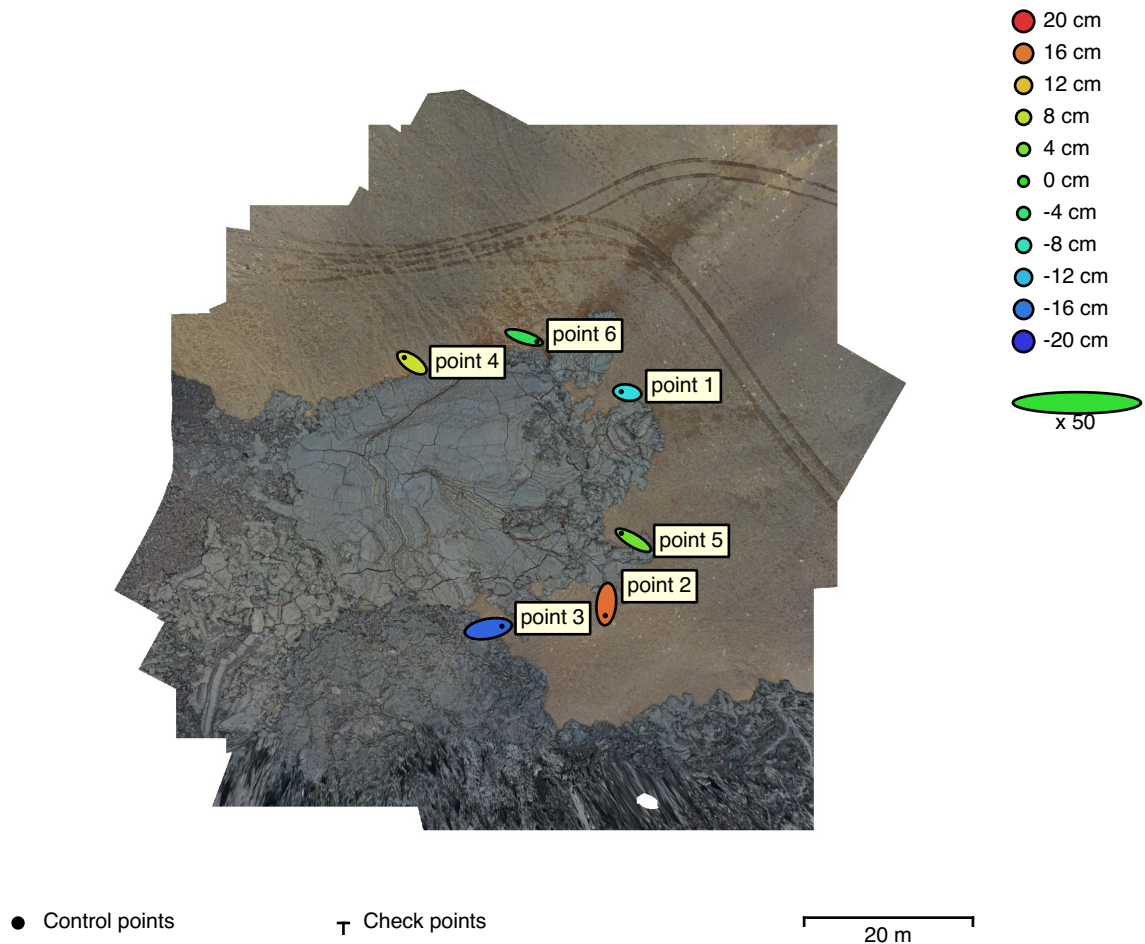 20 cm
16 cm
12 cm
8 cm
4 cm
0 cm
-4 cm
-8 cm
-12 cm
-16 cm
-20 cm
x 50
point 6
point 4
point 1
point 5
point 2
point 3
Control points
Check points
20 m